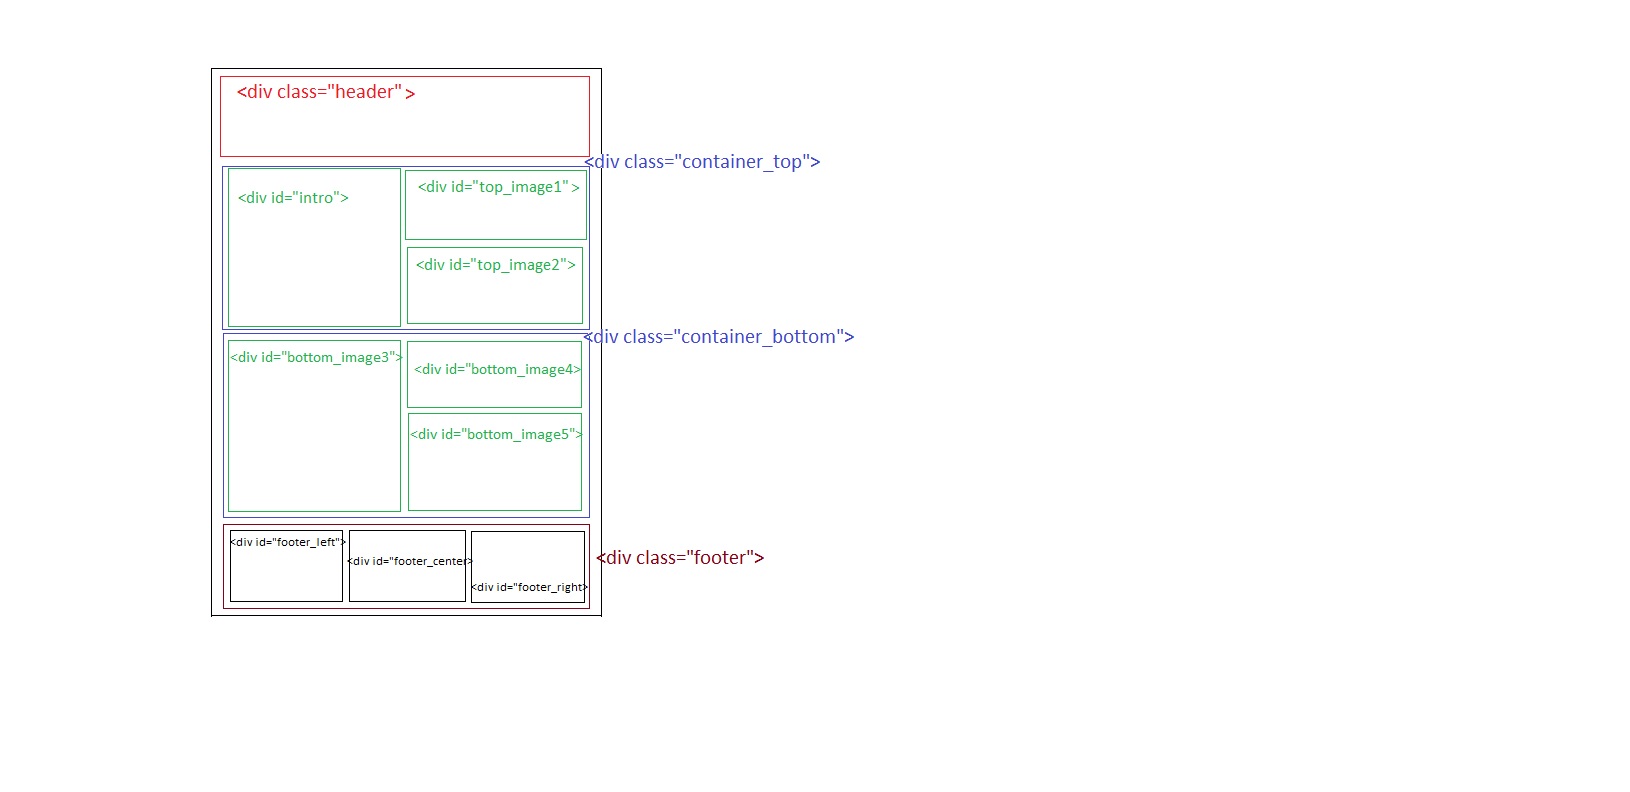 <div class="header" >
<div class="container_top">
<div id="intro">
<div id="top_image1" >
<div id="top_image2">
<div class="container_bottom">
<div id="bottom_image3">
<div id="bottom_image4>
<div id="bottom_image5">
<div class="footer">
<div id="footer_left">
<div id="footer_center>
<div id="footer_right>